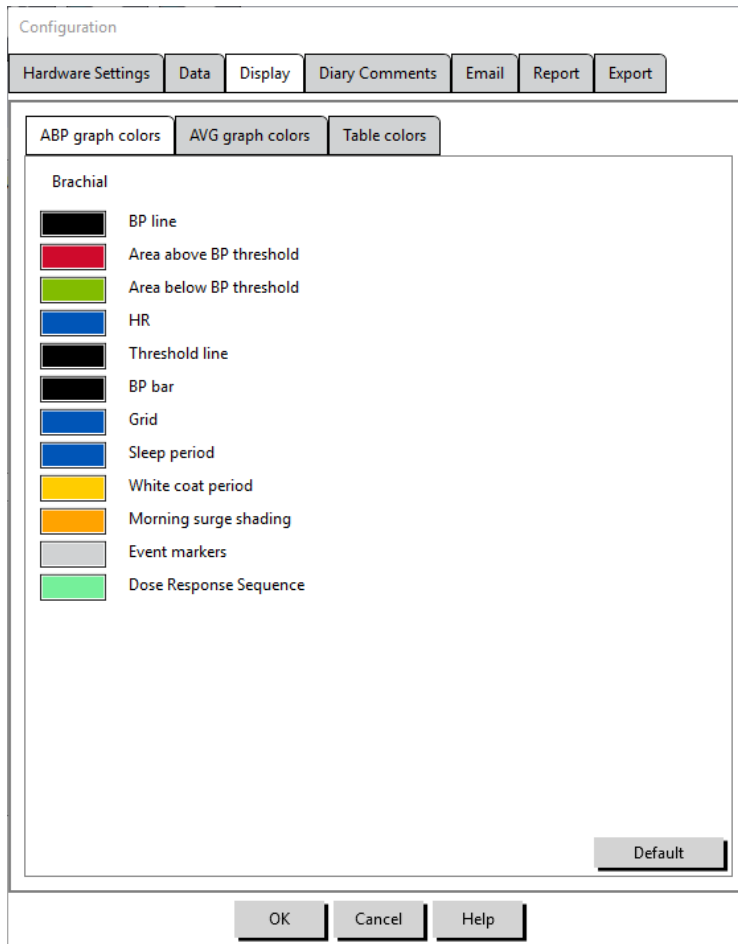 Configuration
Hardware Settings Data Display Diary Comments Email Report Export
ABP graph colors AVG graph colors Table colors
Brachial
BP line
Area above BP threshold
Area below BP threshold
HR
Threshold line
BP bar
Grid
Sleep period
White coat period
Morning surge shading
Event markers
Dose Response Sequence
Default
OK Cancel Help